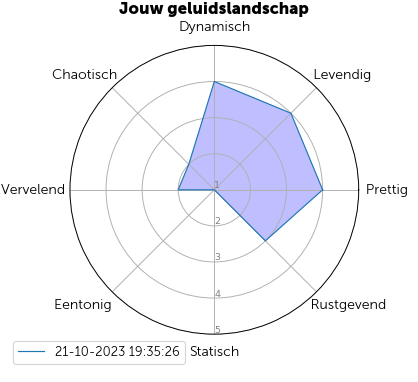 Jouw geluidslandschap
Dynamisch
Chaotisch
Levendig
Vervelend
1
Prettig
2
3
Eentonig
4
Rustgevend
5
21-10-2023 19:35:26
Statisch